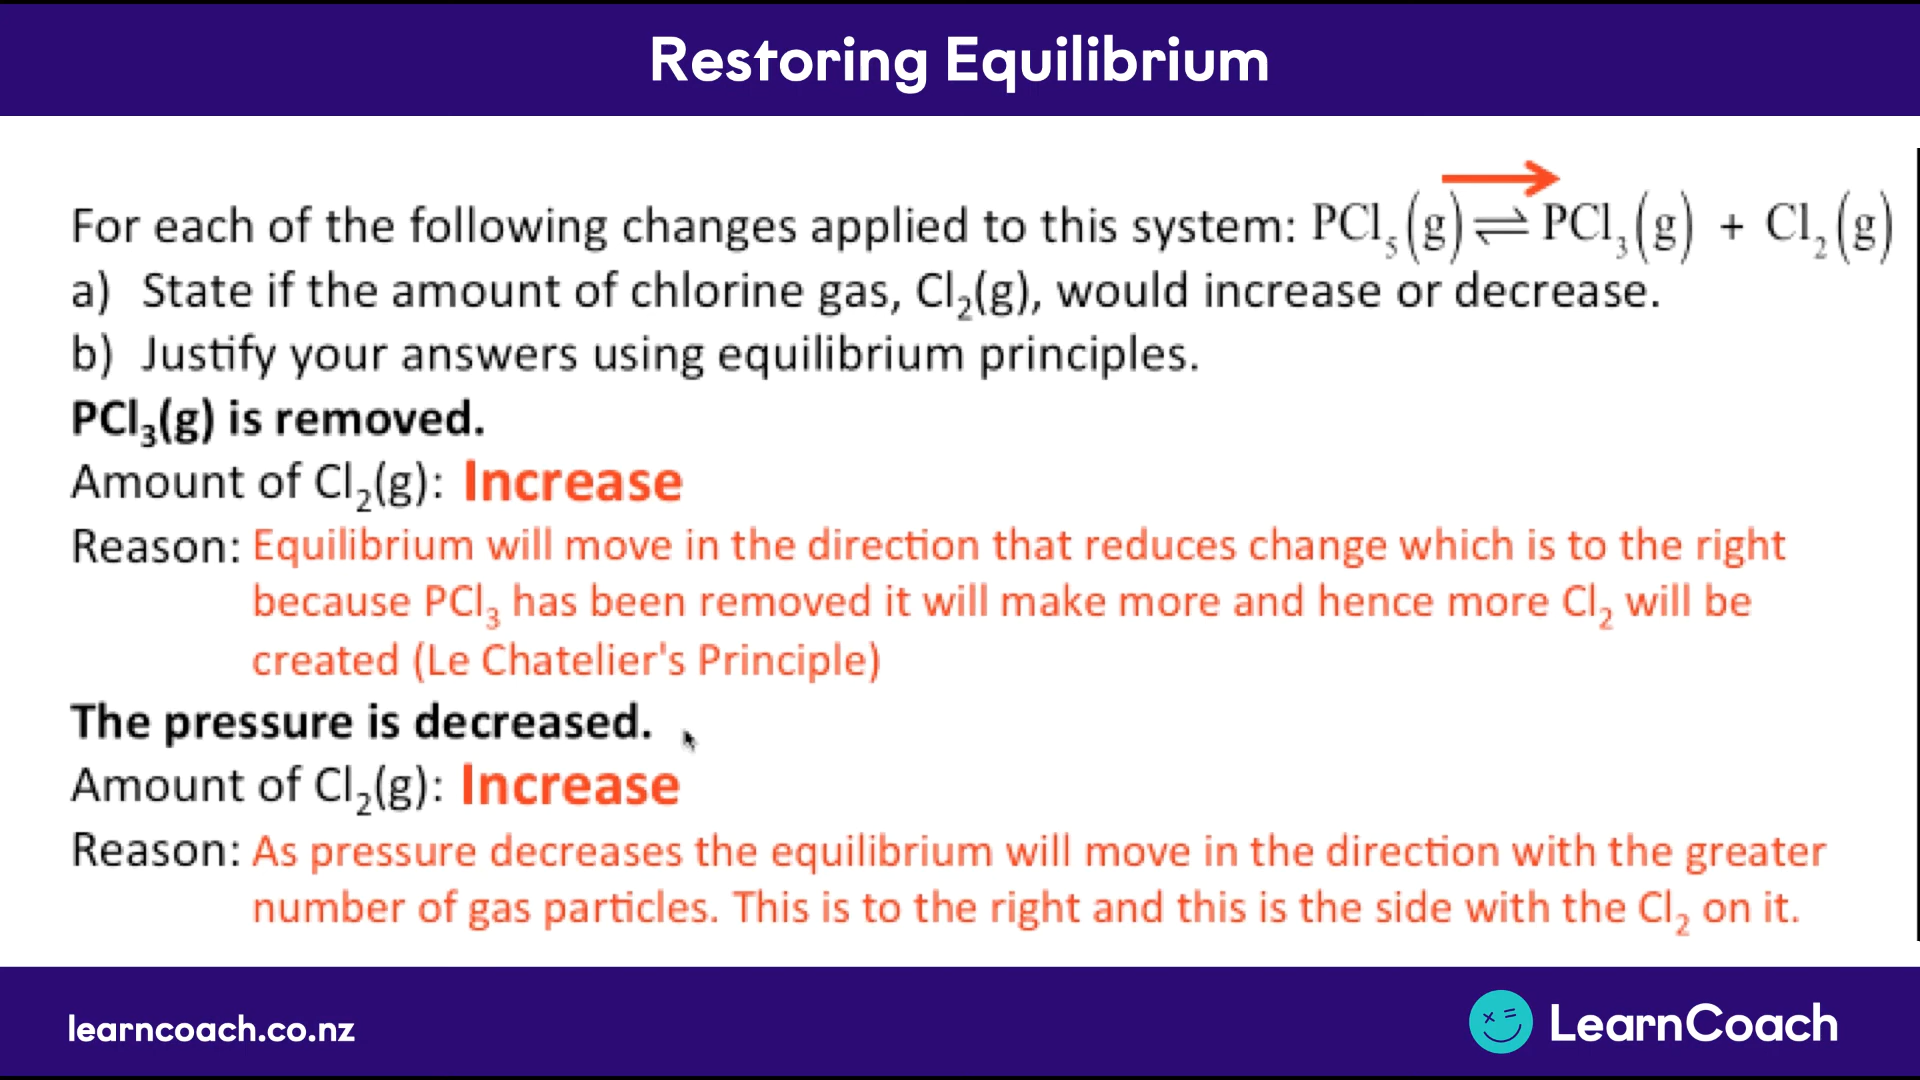 Restoring Equilibrium
For each of the following changes applied to this system: PCl₅(g) ⇌ PCl₃(g) + Cl₂(g)
a) State if the amount of chlorine gas, Cl₂(g), would increase or decrease.
b) Justify your answers using equilibrium principles.
PCl₃(g) is removed.
Amount of Cl₂(g): Increase
Reason: Equilibrium will move in the direction that reduces change which is to the right
because PCl₃ has been removed it will make more and hence more Cl₂ will be
created (Le Chatelier's Principle)
The pressure is decreased.
Amount of Cl₂(g): Increase
Reason: As pressure decreases the equilibrium will move in the direction with the greater
number of gas particles. This is to the right and this is the side with the Cl₂ on it.
learncoach.co.nz
LearnCoach